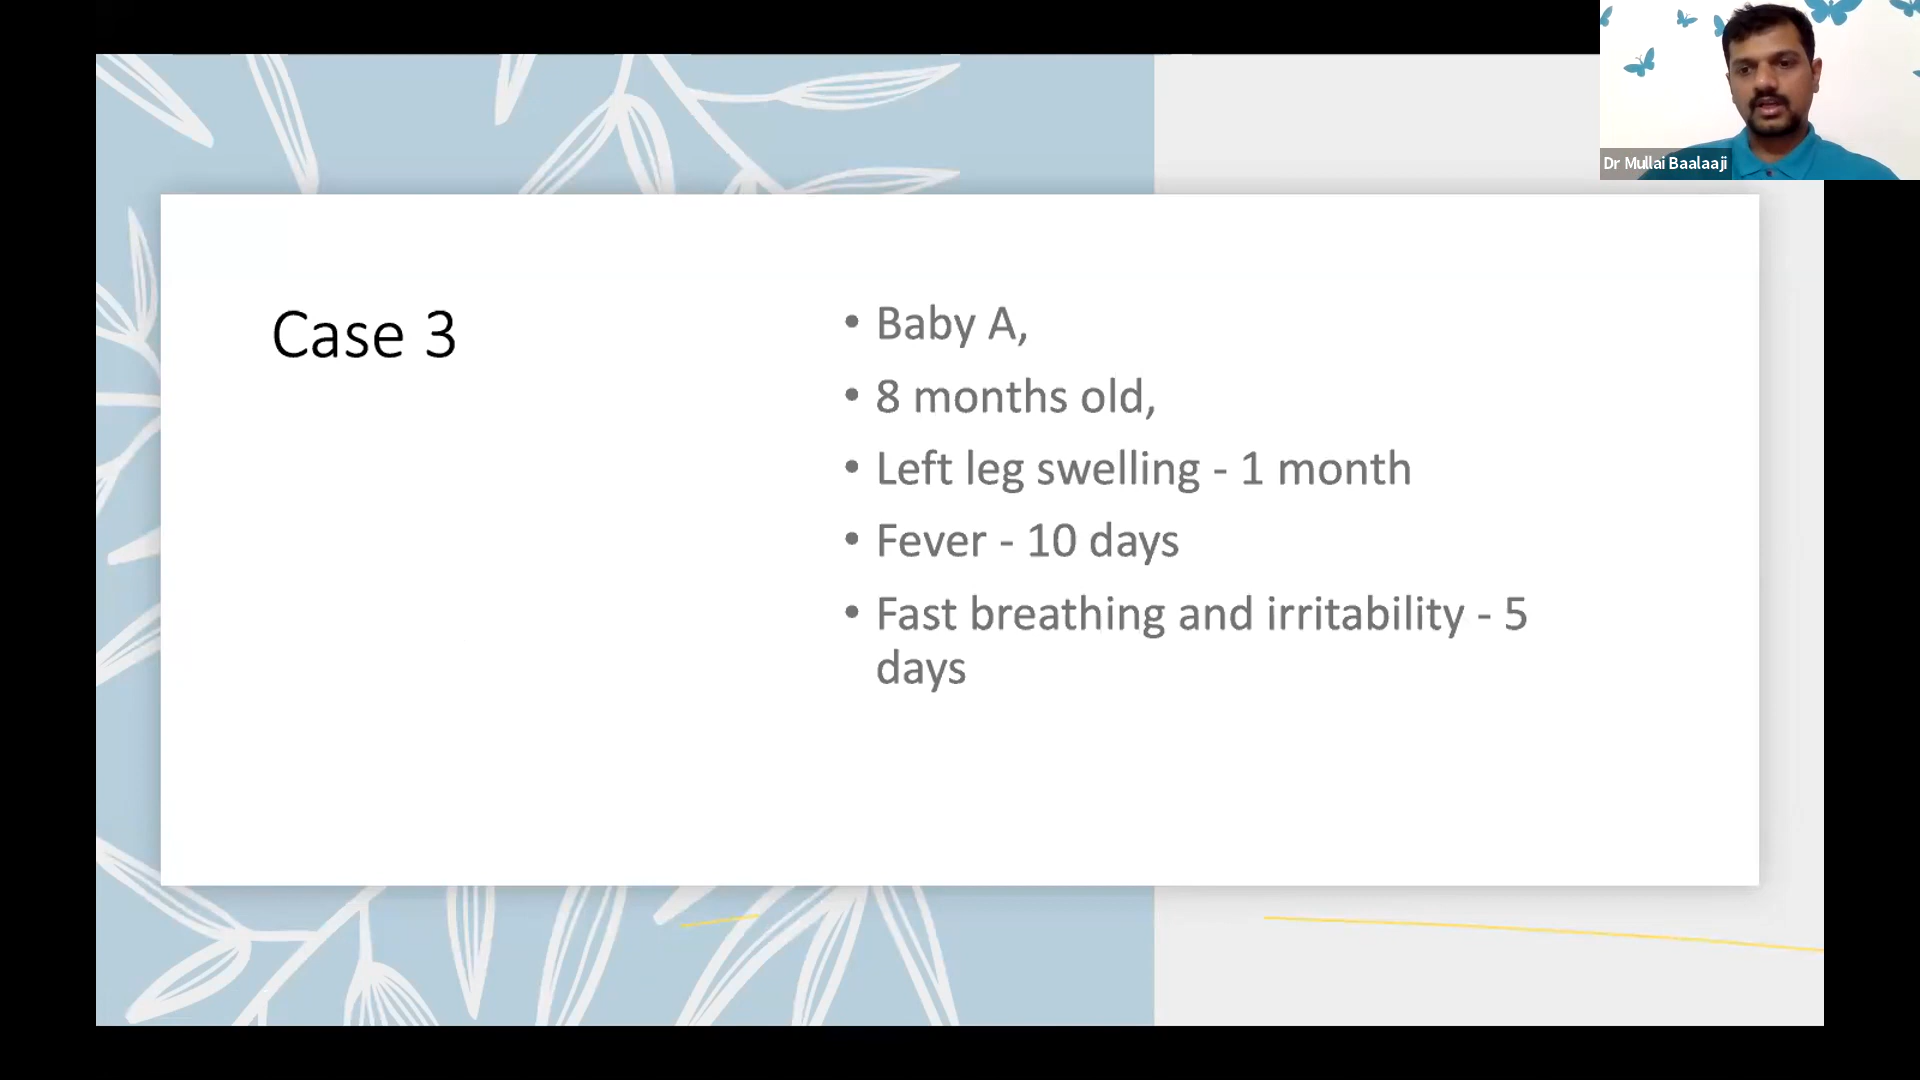 Dr Mullai Baalaaji
Case 3
• Baby A,
• 8 months old,
• Left leg swelling - 1 month
• Fever - 10 days
• Fast breathing and irritability - 5
days